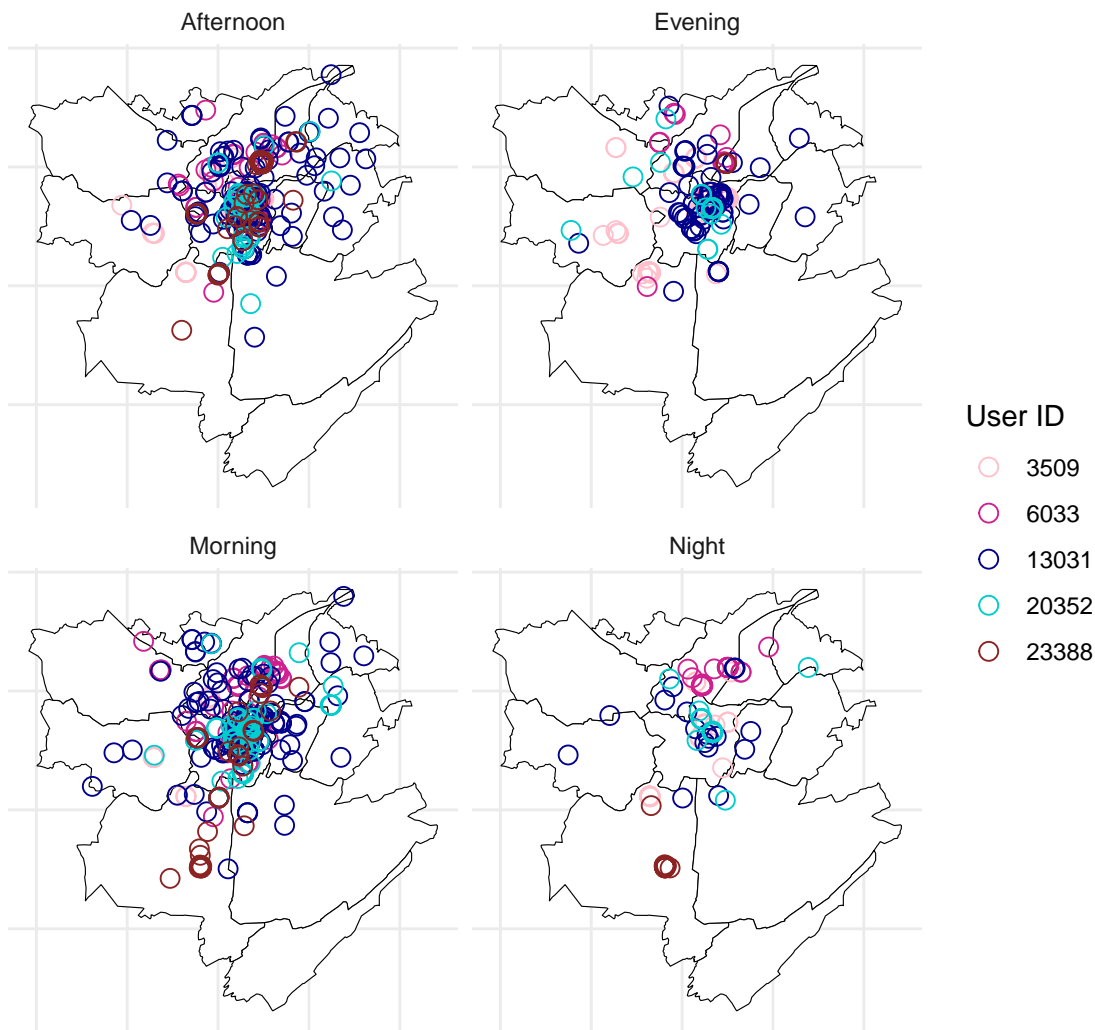 Afternoon
Evening
Morning
Night
User ID
3509
6033
13031
20352
23388